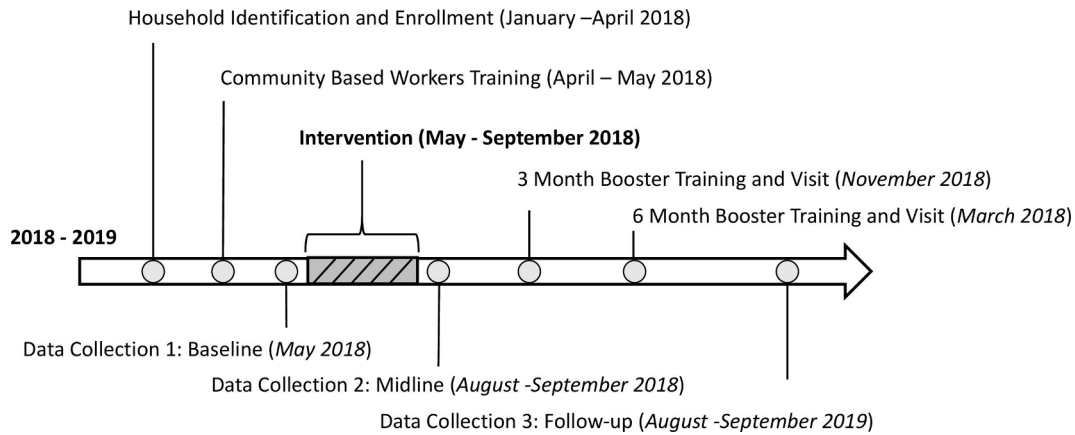 Household Identification and Enrollment (January –April 2018)
Community Based Workers Training (April – May 2018)
Intervention (May - September 2018)
3 Month Booster Training and Visit (November 2018)
6 Month Booster Training and Visit (March 2018)
2018 - 2019
Data Collection 1: Baseline (May 2018)
Data Collection 2: Midline (August -September 2018)
Data Collection 3: Follow-up (August -September 2019)